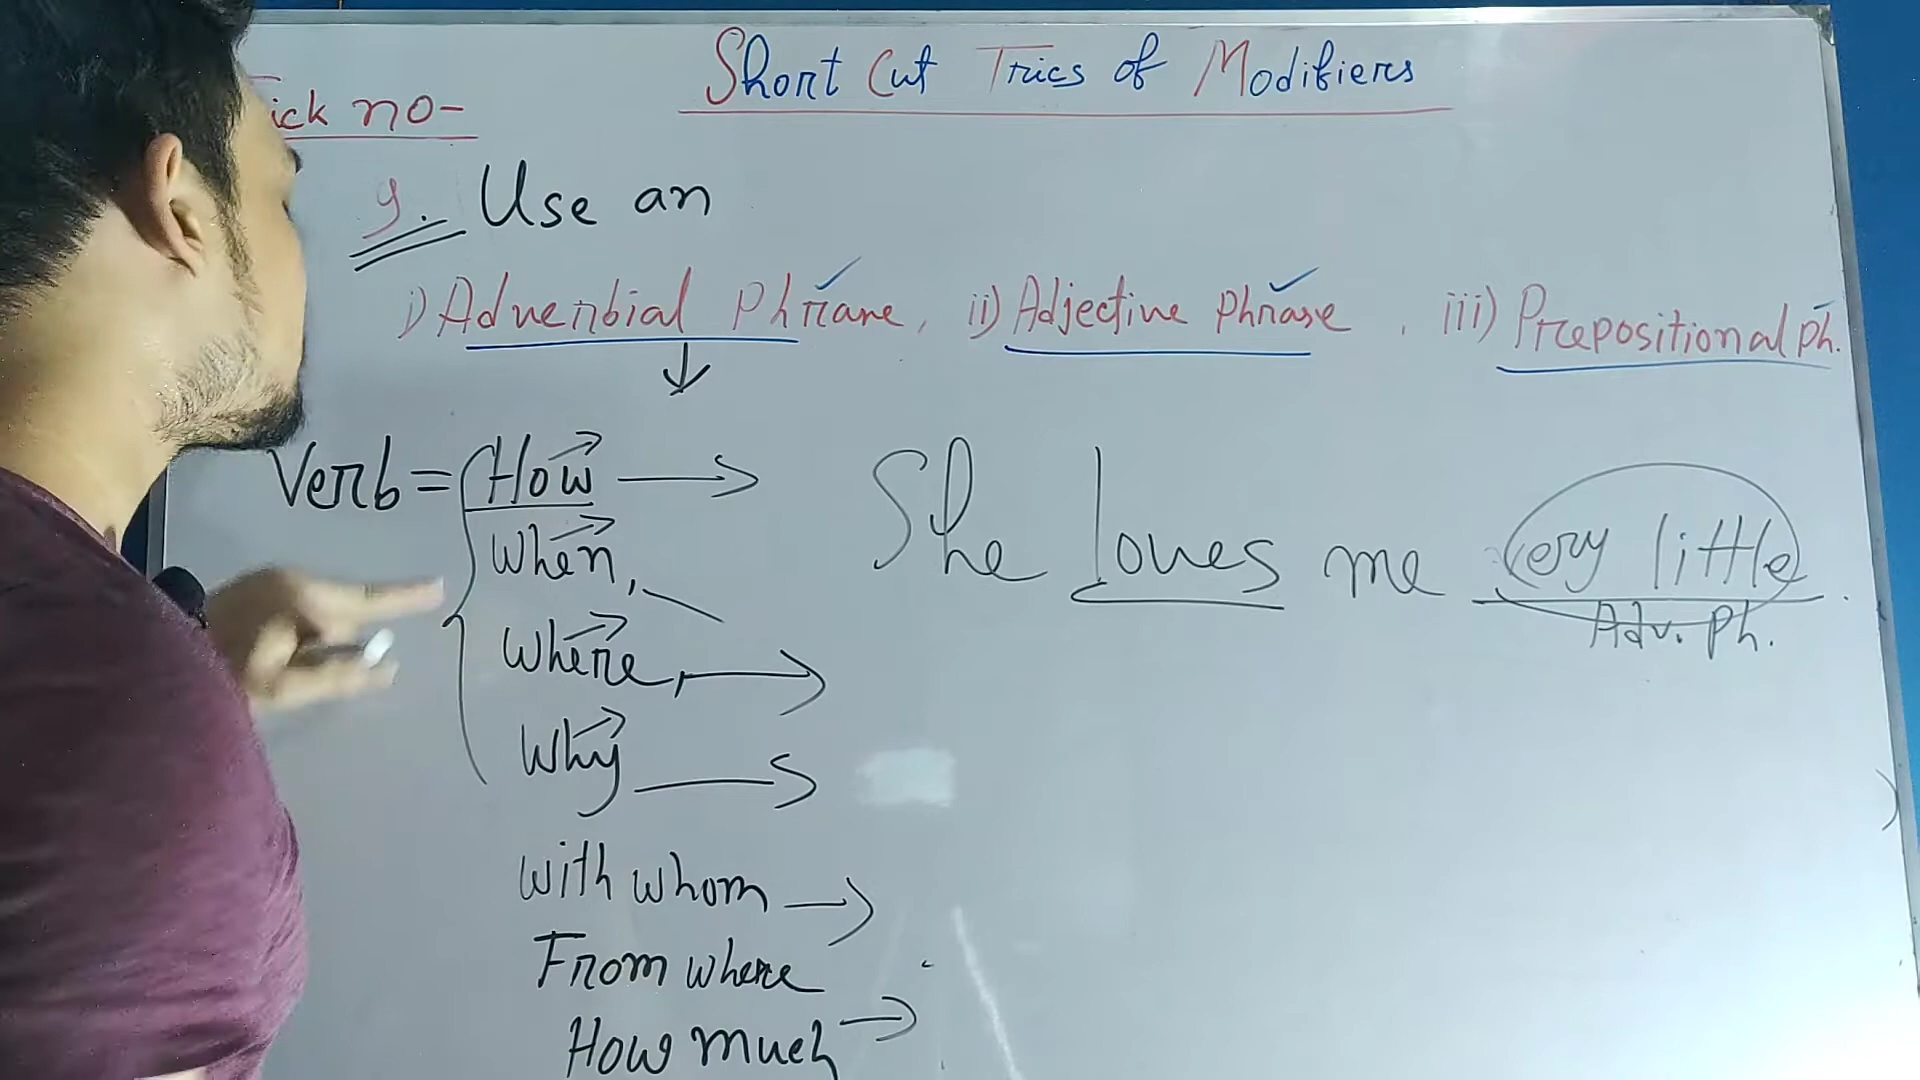 Short Cut Trics of Modifiers
ick no-
9. Use an
i) Adverbial Phrase, ii) Adjective Phrase, iii) Prepositional Ph.
Verb = How
When,
Where,
Why
with whom
From where
How much
She loves me very little.
Adv. Ph.